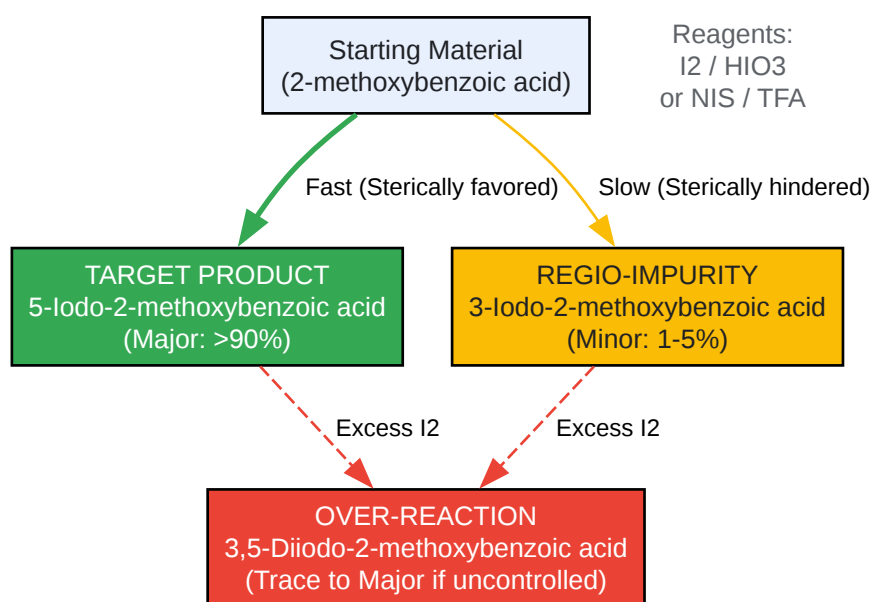 Starting Material
(2-methoxybenzoic acid)
Reagents:
I2 / HIO3
or NIS / TFA
Fast (Sterically favored)
Slow (Sterically hindered)
TARGET PRODUCT
5-Iodo-2-methoxybenzoic acid
(Major: >90%)
REGIO-IMPURITY
3-Iodo-2-methoxybenzoic acid
(Minor: 1-5%)
Excess I2
Excess I2
OVER-REACTION
3,5-Diiodo-2-methoxybenzoic acid
(Trace to Major if uncontrolled)